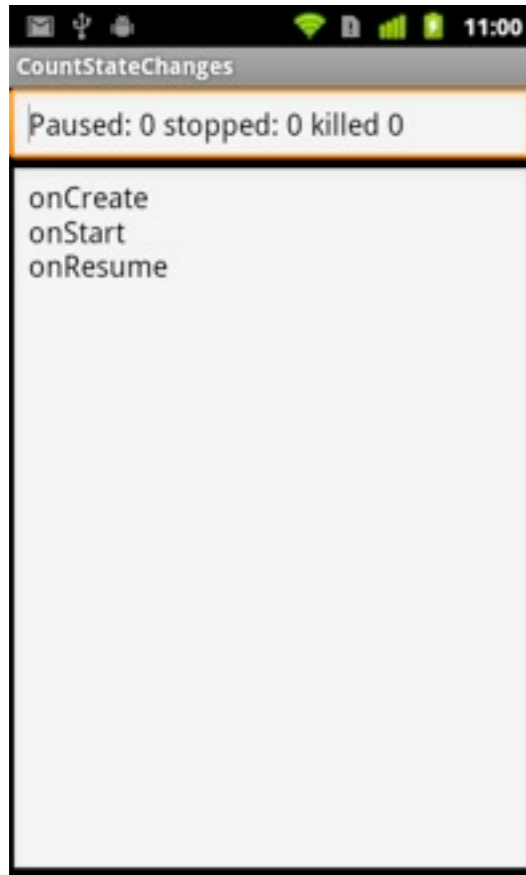 11:00
CountStateChanges
Paused: 0 stopped: 0 killed 0
onCreate
onStart
onResume